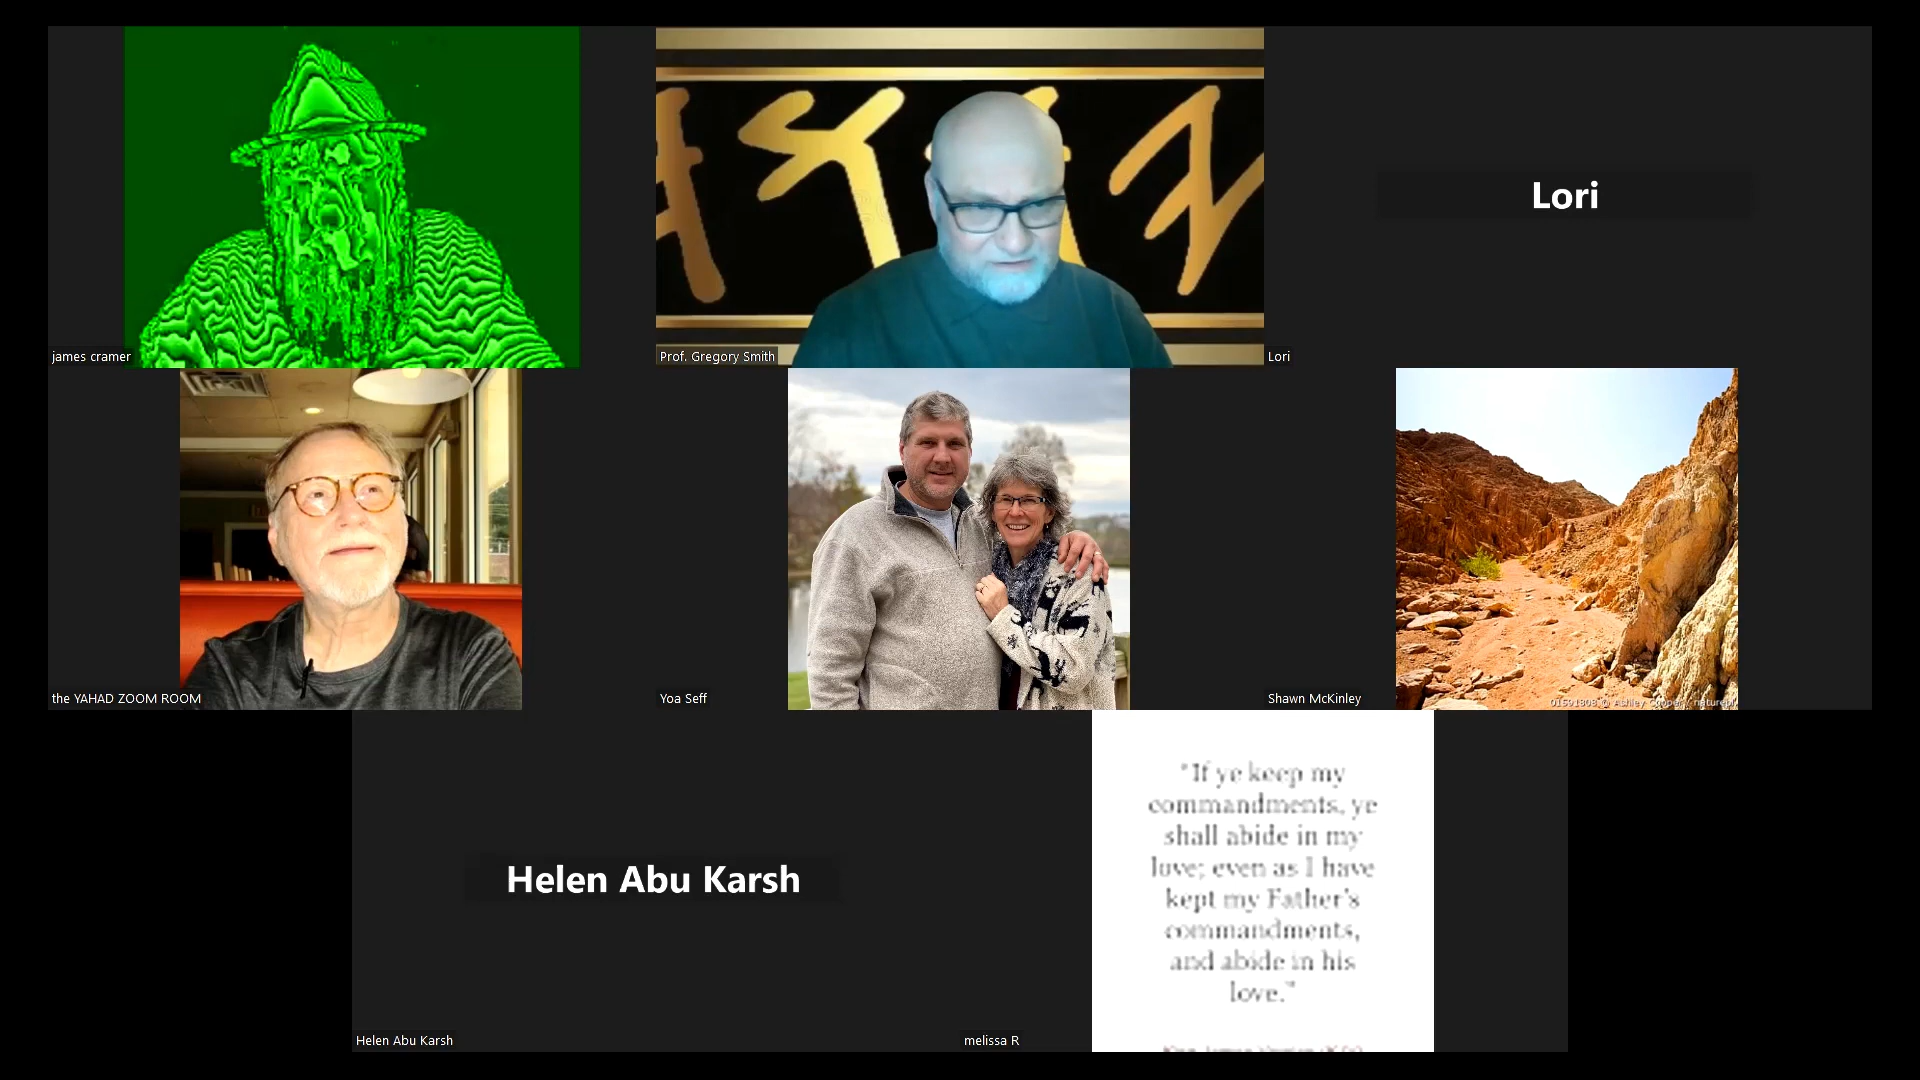 james cramer
Prof. Gregory Smith
Lori
Lori
the YAHAD ZOOM ROOM
Yoa Seff
Shawn McKinley
Helen Abu Karsh
Helen Abu Karsh
"If ye keep my
commandments, ye
shall abide in my
love; even as I have
kept my Father's
commandments,
and abide in his
love."
melissa R